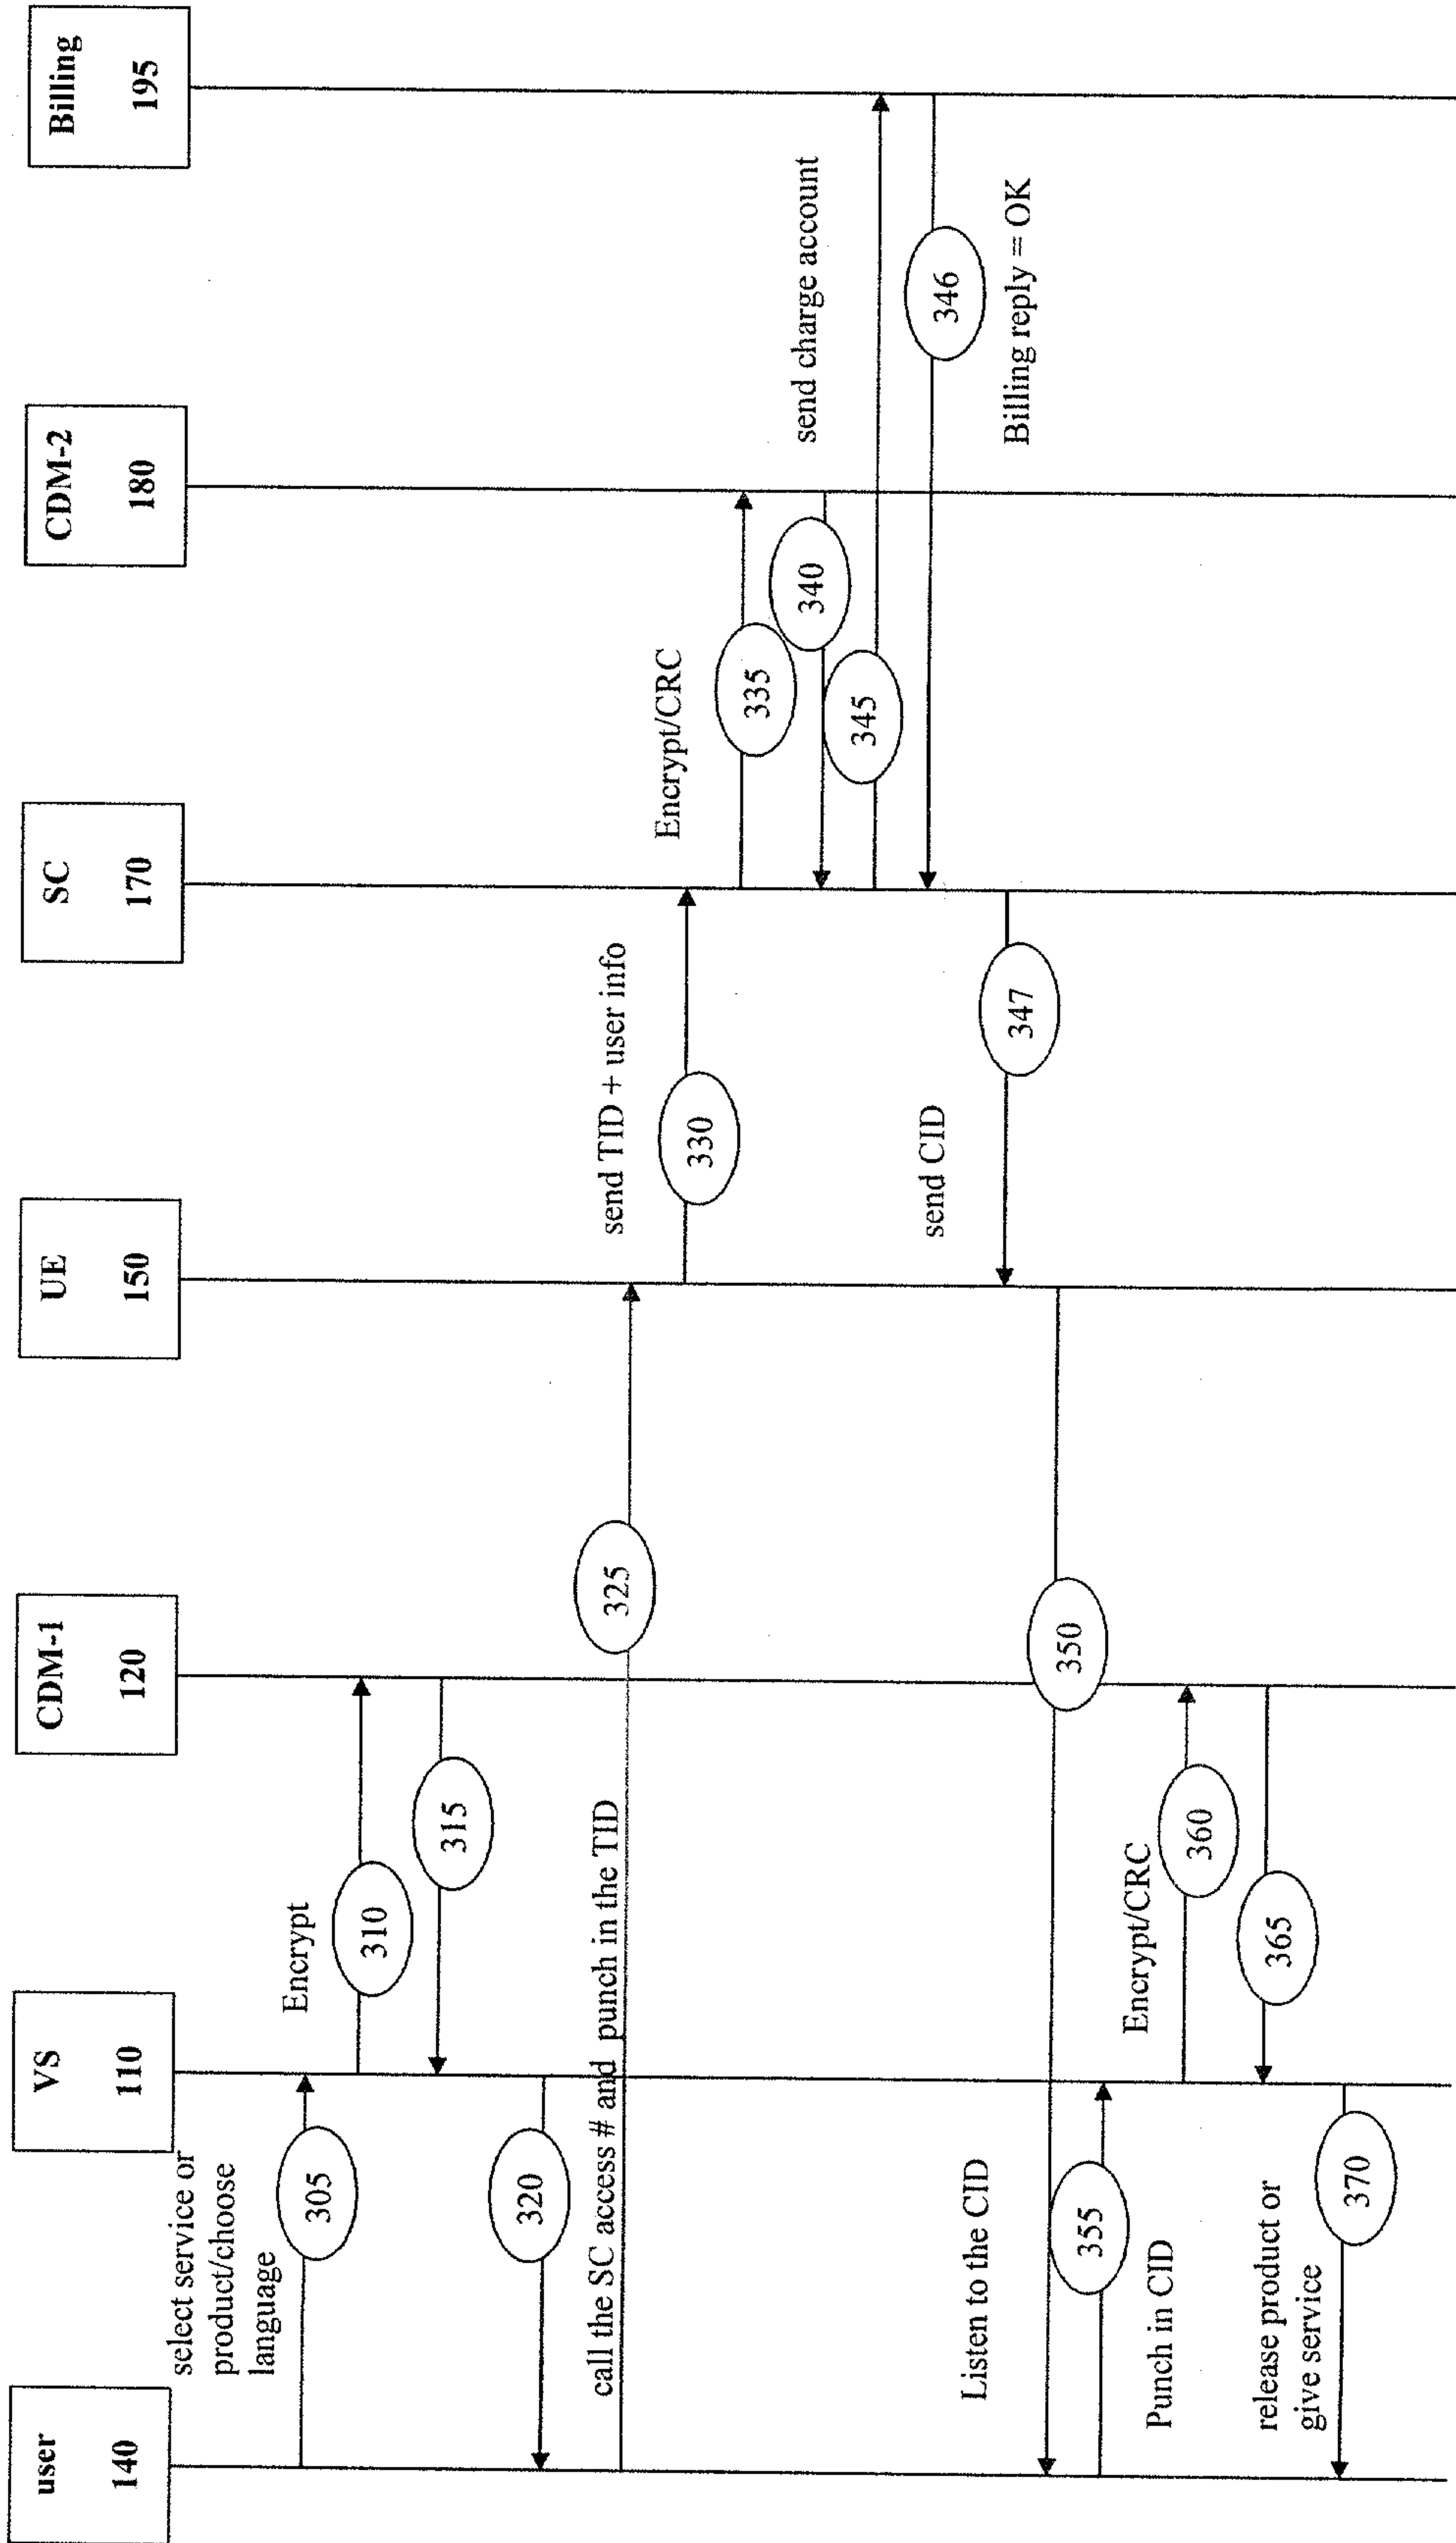 user
140
VS
110
CDM-1
120
UE
150
SC
170
CDM-2
180
Billing
195
select service or
product/choose
language
305
Encrypt
310
315
320
call the SC access # and punch in the TID
325
send TID + user info
330
Encrypt/CRC
335
340
send charge account
345
346
Billing reply = OK
send CID
347
Listen to the CID
350
355
Punch in CID
Encrypt/CRC
360
365
release product or
give service
370